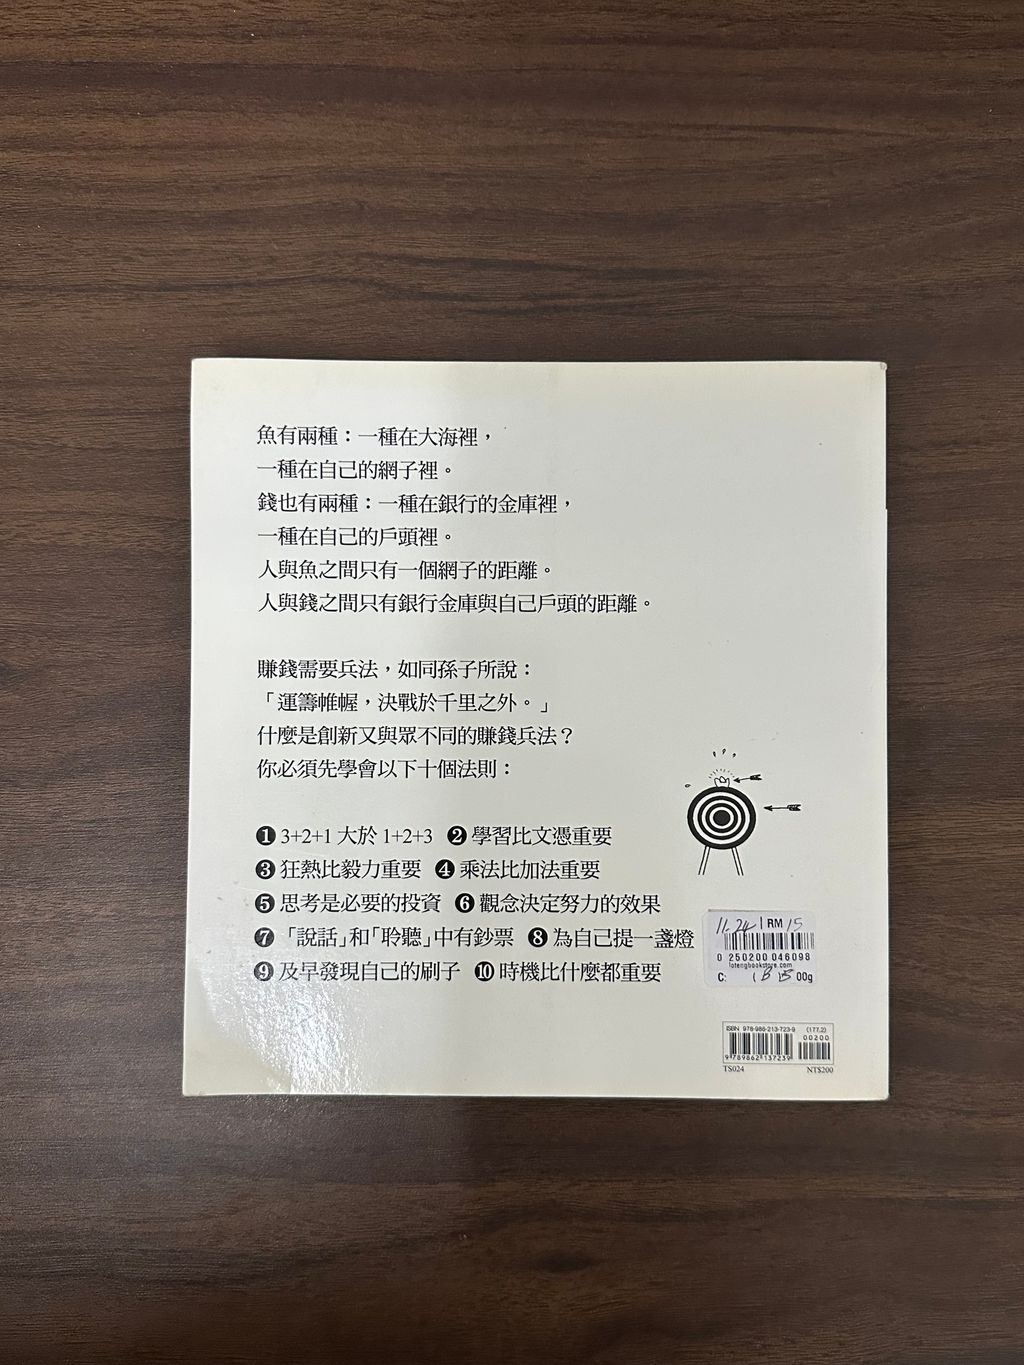 魚有兩種：一種在大海裡，
一種在自己的網子裡。
錢也有兩種：一種在銀行的金庫裡，
一種在自己的戶頭裡。
人與魚之間只有一個網子的距離。
人與錢之間只有銀行金庫與自己戶頭的距離。
賺錢需要兵法，如同孫子所說：
「運籌帷幄，決戰於千里之外。」
什麼是創新又與眾不同的賺錢兵法？
你必須先學會以下十個法則：
❶ 3+2+1 大於 1+2+3 ❷ 學習比文憑重要
❸ 狂熱比毅力重要 ❹ 乘法比加法重要
❺ 思考是必要的投資 ❻ 觀念決定努力的效果
❼ 「說話」和「聆聽」中有鈔票 ❽ 為自己提一盞燈
❾ 及早發現自己的刷子 ❿ 時機比什麼都重要
11.24 RM 15
0 250200 046098
lotengbookstore.com
C: 00g
ISBN 978-986-213-723-9 (177.2)
00200
9 789862 137239
TS024 NT$200